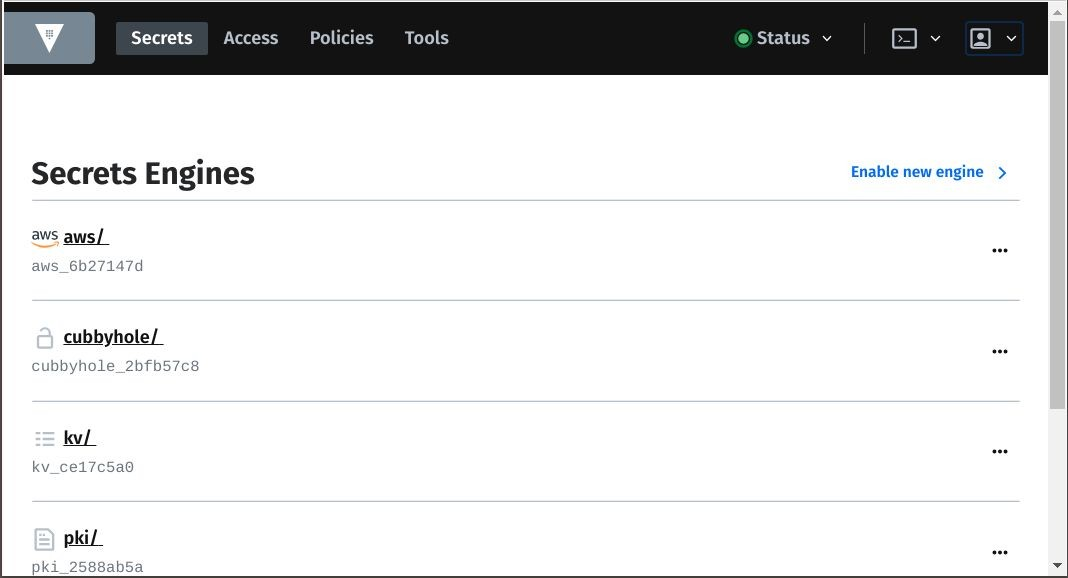 Secrets
Access
Policies
Tools
Status
Secrets Engines
Enable new engine
aws aws/
aws_6b27147d
cubbyhole/
cubbyhole_2bfb57c8
kv/
kv_ce17c5a0
pki/
pki_2588ab5a